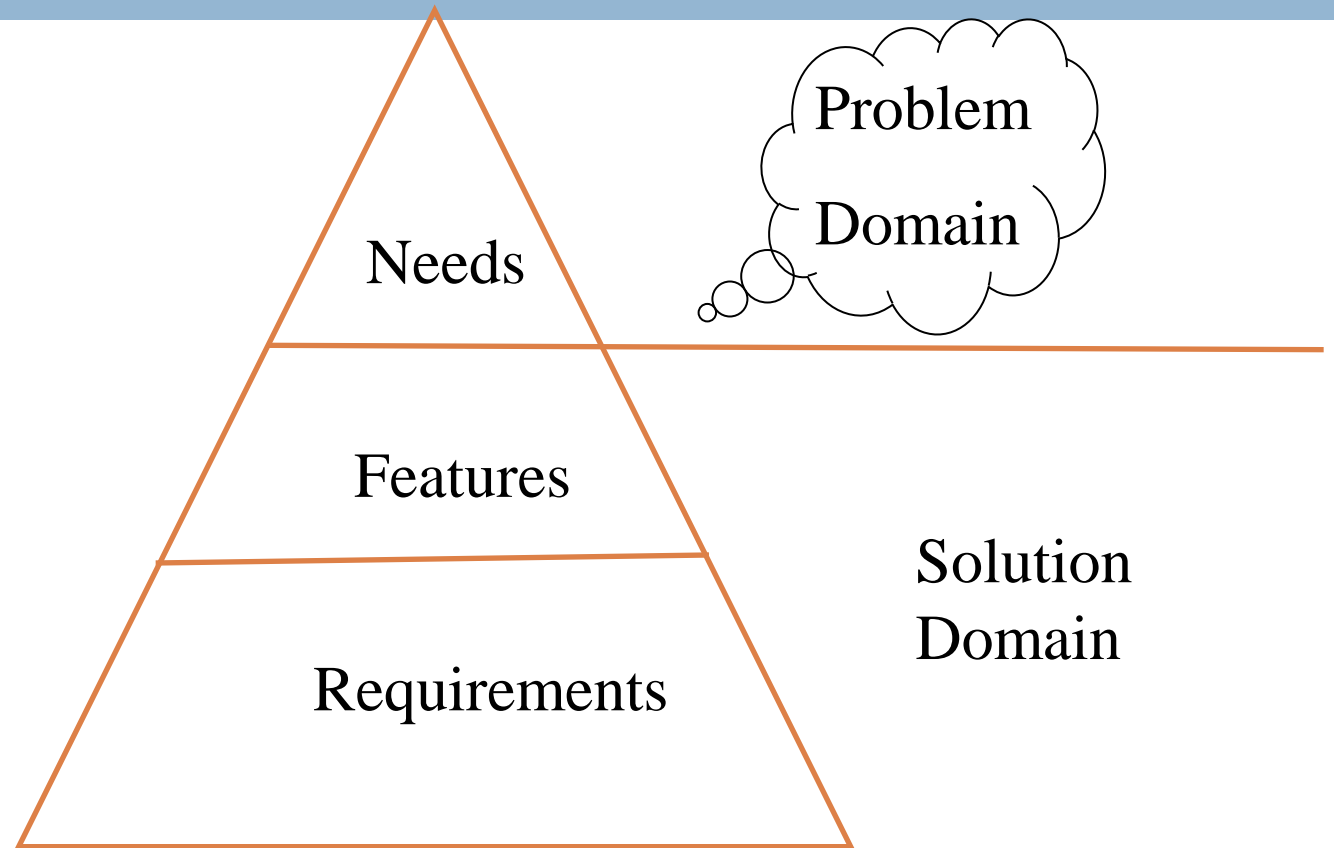 Problem
Domain
Needs
Features
Solution
Domain
Requirements